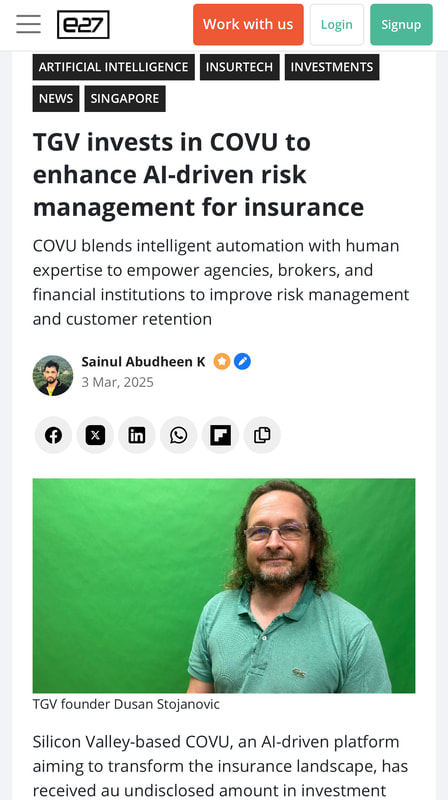 e27
Work with us
Login
Signup
ARTIFICIAL INTELLIGENCE
INSURTECH
INVESTMENTS
NEWS
SINGAPORE
TGV invests in COVU to
enhance AI-driven risk
management for insurance
COVU blends intelligent automation with human
expertise to empower agencies, brokers, and
financial institutions to improve risk management
and customer retention
Sainul Abudheen K
3 Mar, 2025
TGV founder Dusan Stojanovic
Silicon Valley-based COVU, an AI-driven platform
aiming to transform the insurance landscape, has
received au undisclosed amount in investment